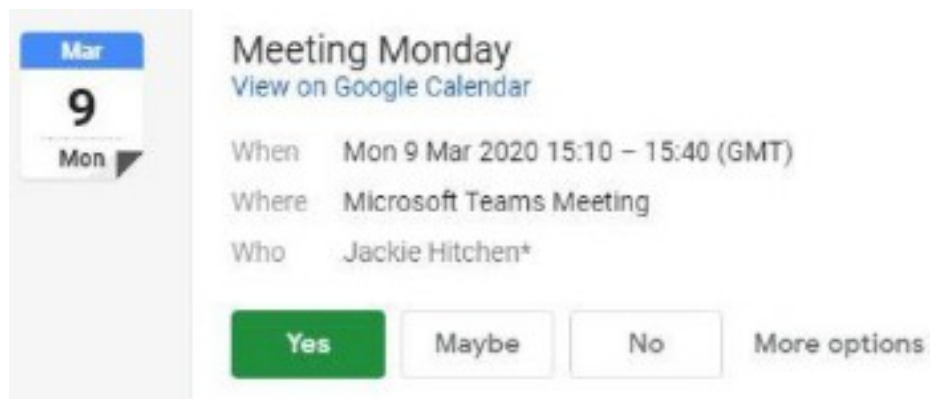 Mar
9
Mon
Meeting Monday
View on Google Calendar
When Mon 9 Mar 2020 15:10 – 15:40 (GMT)
Where Microsoft Teams Meeting
Who Jackie Hitchen*
Yes Maybe No More options